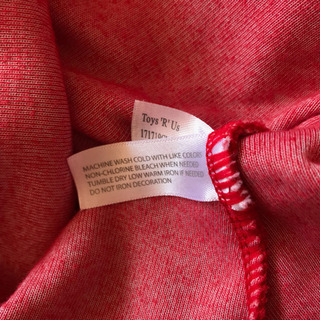 Toys 'R' Us
MACHINE WASH COLD WITH LIKE COLORS
NON-CHLORINE BLEACH WHEN NEEDED
TUMBLE DRY LOW WARM IRON IF NEEDED
DO NOT IRON DECORATION